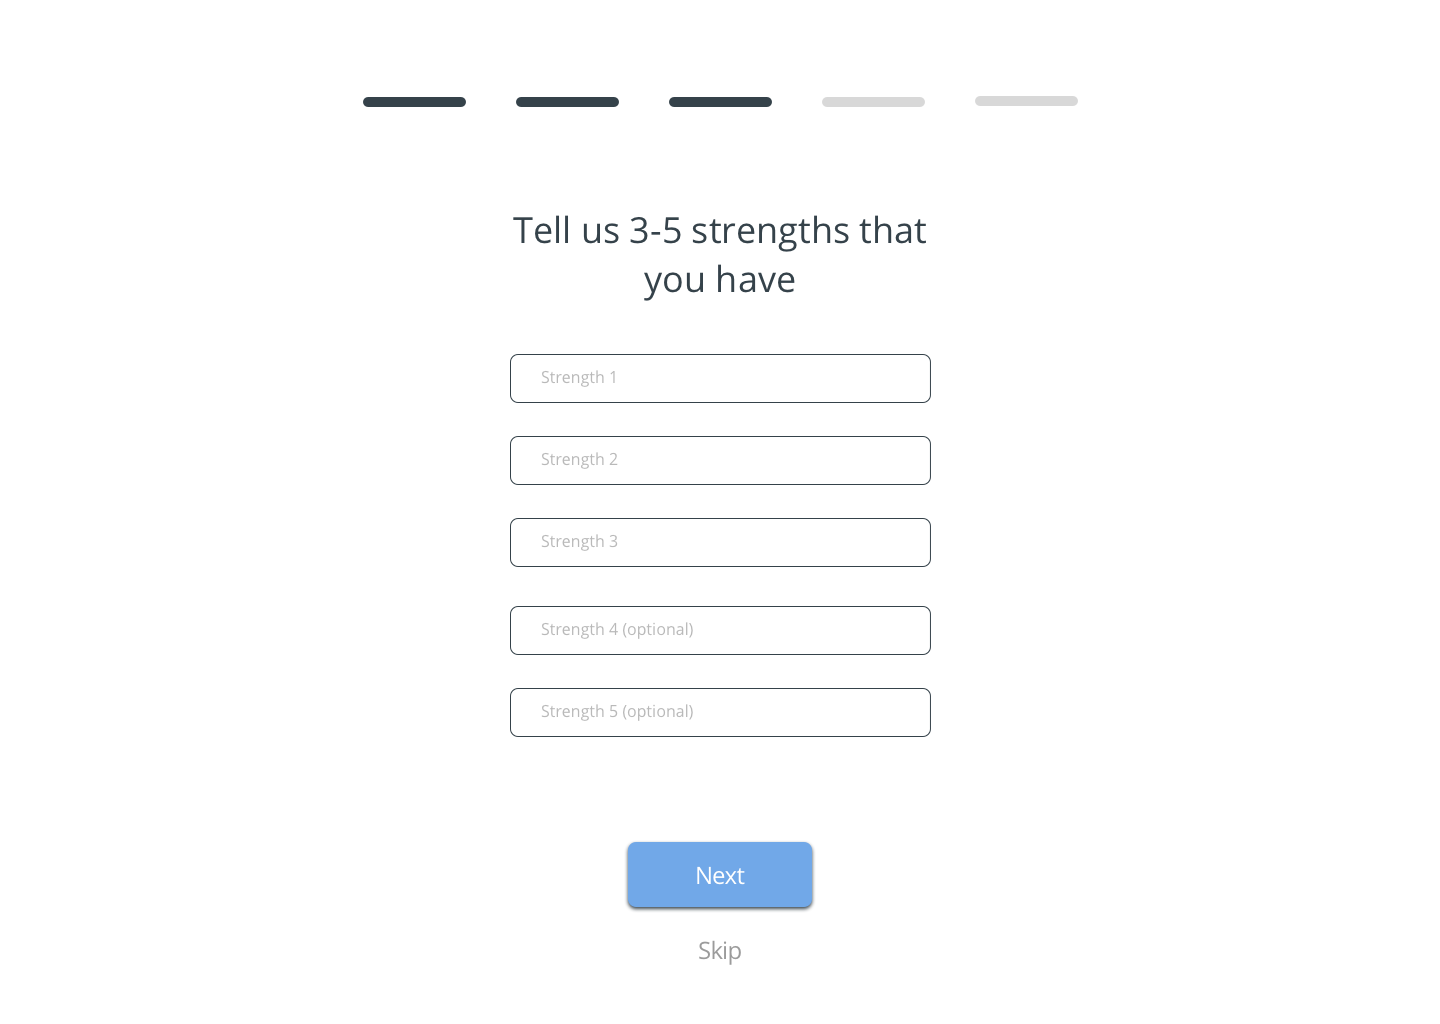 Tell us 3-5 strengths that
you have
Strength 1
Strength 2
Strength 3
Strength 4 (optional)
Strength 5 (optional)
Next
Skip